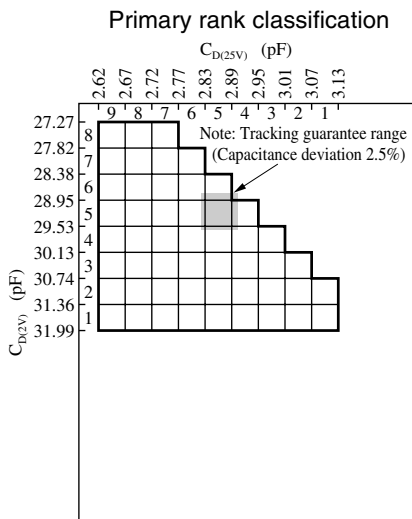 Primary rank classification
C_D(25V) (pF)
2.62 2.67 2.72 2.77 2.83 2.89 2.95 3.01 3.07 3.13
9 8 7 6 5 4 3 2 1
27.27
8
Note: Tracking guarantee range
27.82
(Capacitance deviation 2.5%)
7
28.38
6
28.95
5
29.53
4
30.13
3
30.74
2
31.36
1
31.99
C_D(2V) (pF)